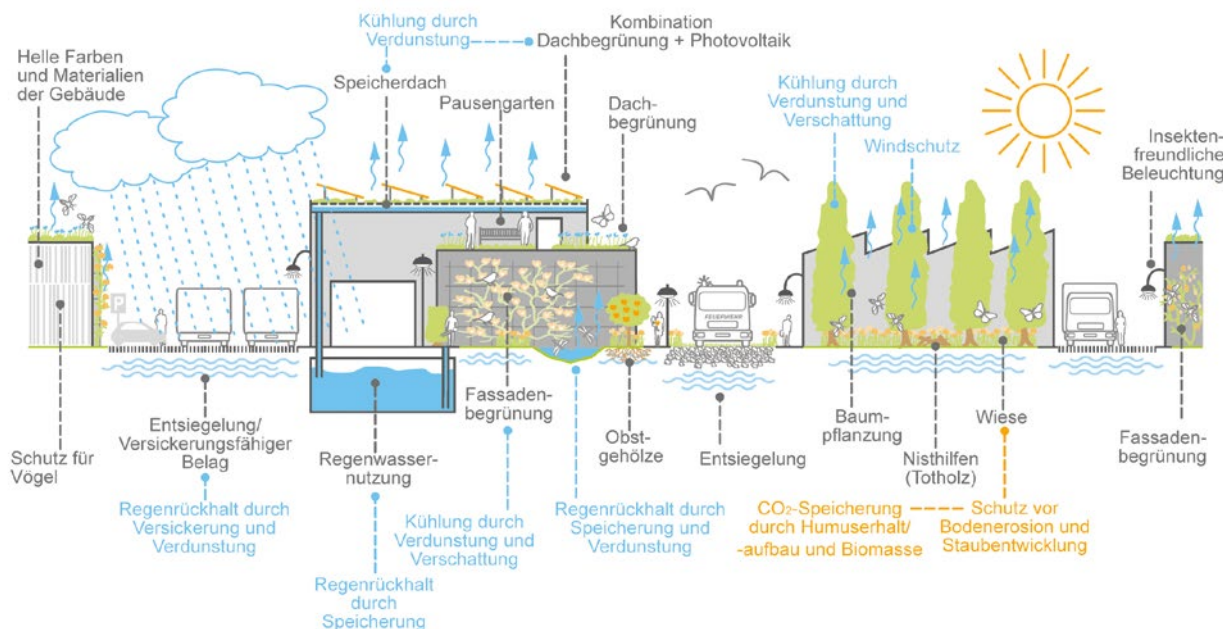 Helle Farben
und Materialien
der Gebäude
Kühlung durch
Verdunstung
Speicherdach
Kombination
Dachbegrünung + Photovoltaik
Pausengarten
Dach-
begrünung
Kühlung durch
Verdunstung und
Verschattung
Windschutz
Insekten-
freundliche
Beleuchtung
P
FEUERWEHR
Schutz für
Vögel
Entsiegelung/
Versickerungsfähiger
Belag
Regenrückhalt durch
Versickerung und
Verdunstung
Regenwasser-
nutzung
Regenrückhalt
durch
Speicherung
Fassaden-
begrünung
Kühlung durch
Verdunstung und
Verschattung
Regenrückhalt durch
Speicherung und
Verdunstung
Obst-
gehölze
Entsiegelung
Baum-
pflanzung
Nisthilfen
(Totholz)
Wiese
CO₂-Speicherung
durch Humuserhalt/
-aufbau und Biomasse
Schutz vor
Bodenerosion und
Staubentwicklung
Fassaden-
begrünung